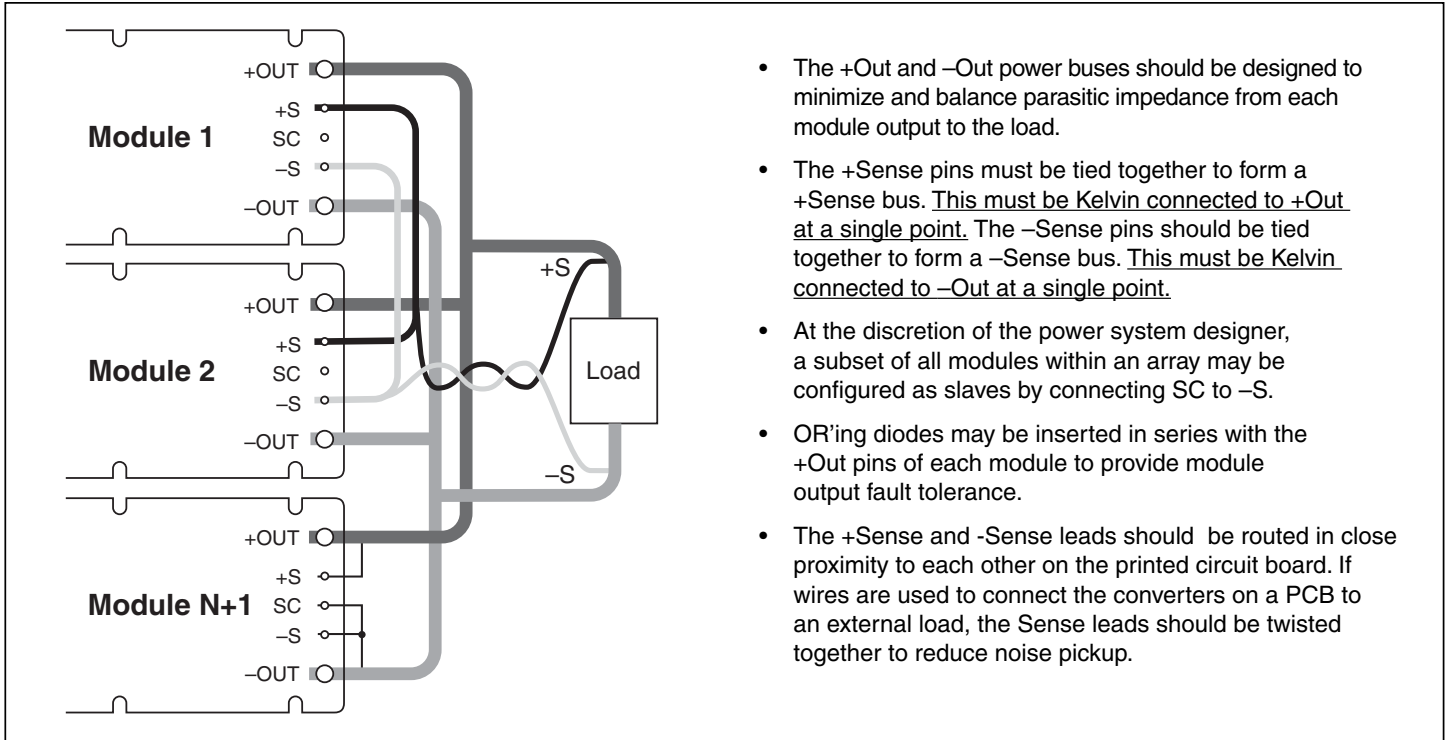 +OUT
+S
Module 1
SC
–S
–OUT
+OUT
+S
Module 2
SC
–S
–OUT
+OUT
+S
Module N+1
SC
–S
–OUT
+S
Load
–S
• The +Out and –Out power buses should be designed to
minimize and balance parasitic impedance from each
module output to the load.
• The +Sense pins must be tied together to form a
+Sense bus. This must be Kelvin connected to +Out
at a single point. The –Sense pins should be tied
together to form a –Sense bus. This must be Kelvin
connected to –Out at a single point.
• At the discretion of the power system designer,
a subset of all modules within an array may be
configured as slaves by connecting SC to –S.
• OR'ing diodes may be inserted in series with the
+Out pins of each module to provide module
output fault tolerance.
• The +Sense and -Sense leads should be routed in close
proximity to each other on the printed circuit board. If
wires are used to connect the converters on a PCB to
an external load, the Sense leads should be twisted
together to reduce noise pickup.